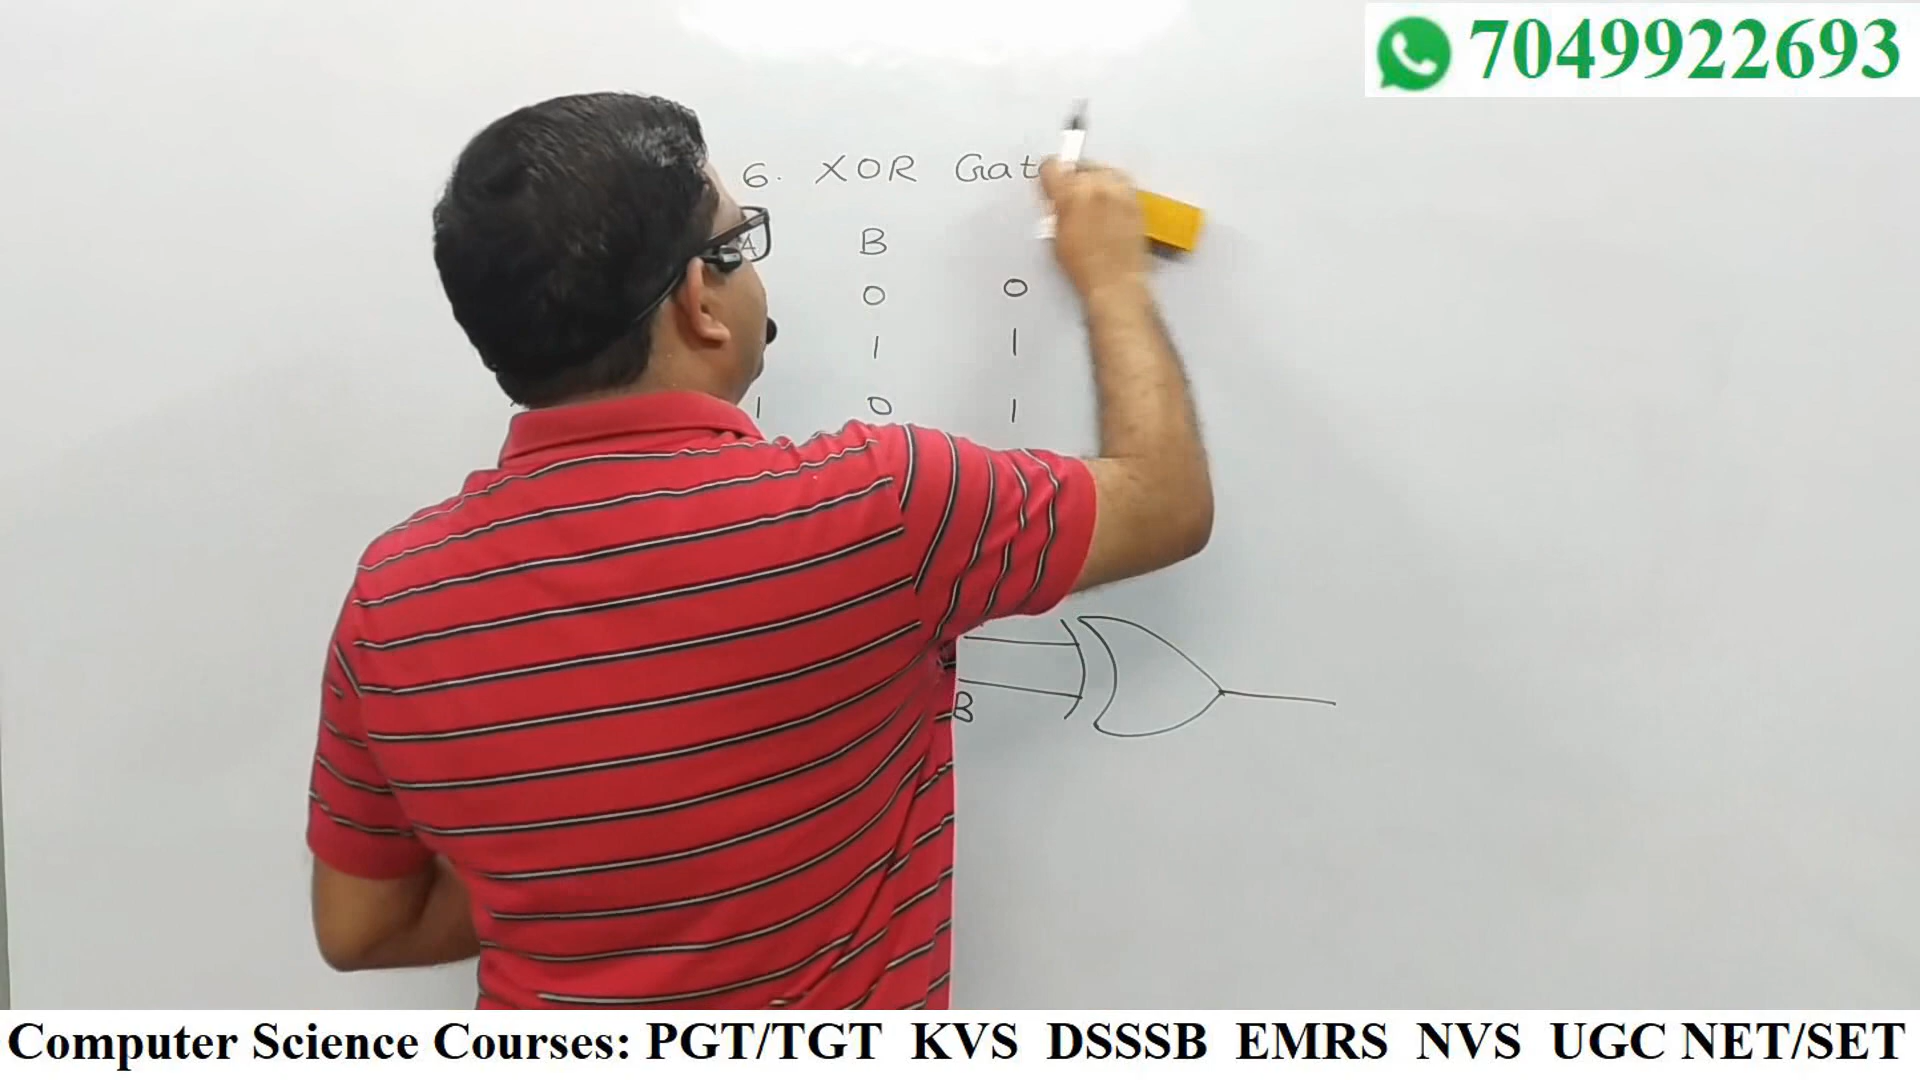 7049922693
6. XOR Gat
A B
0 0
1 1
1 0 1
B
Computer Science Courses: PGT/TGT KVS DSSSB EMRS NVS UGC NET/SET